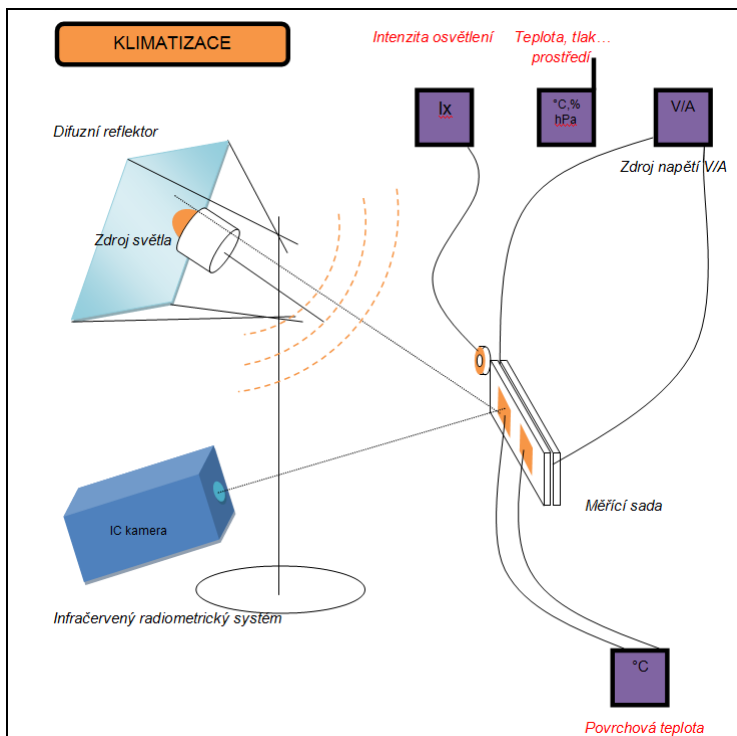 KLIMATIZACE
Intenzita osvětlení
Teplota, tlak…
prostředí
lx
°C,%
hPa
V/A
Difuzní reflektor
Zdroj napětí V/A
Zdroj světla
IC kamera
Měřící sada
Infračervený radiometrický systém
°C
Povrchová teplota